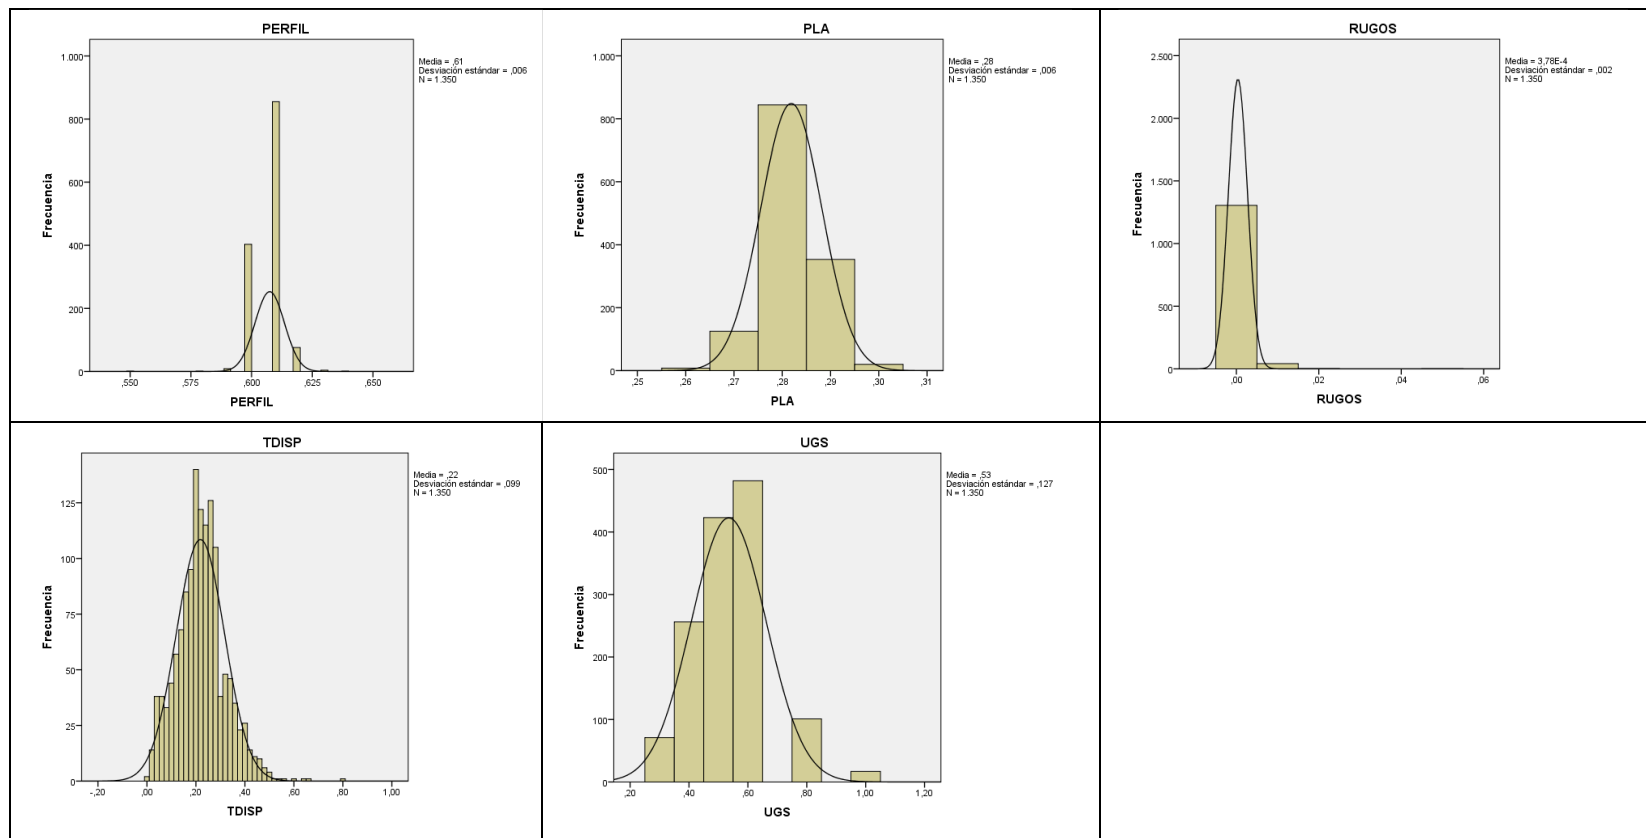 PERFIL
Media = ,61
Desviación estándar = ,006
N = 1.350
1.000
800
600
400
200
0
Frecuencia
,550 ,575 ,600 ,625 ,650
PERFIL
PLA
Media = ,28
Desviación estándar = ,006
N = 1.350
1.000
800
600
400
200
0
Frecuencia
,25 ,26 ,27 ,28 ,29 ,30 ,31
PLA
RUGOS
Media = 3,78E-4
Desviación estándar = ,002
N = 1.350
2.500
2.000
1.500
1.000
500
0
Frecuencia
,00 ,02 ,04 ,06
RUGOS
TDISP
Media = ,22
Desviación estándar = ,099
N = 1.350
125
100
75
50
25
0
Frecuencia
-,20 ,00 ,20 ,40 ,60 ,80 1,00
TDISP
UGS
Media = ,53
Desviación estándar = ,127
N = 1.350
500
400
300
200
100
0
Frecuencia
,20 ,40 ,60 ,80 1,00 1,20
UGS